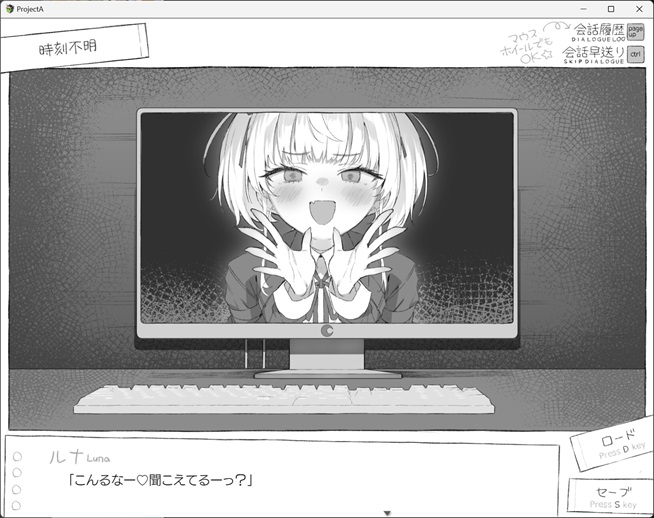 ProjectA
時刻不明
マウス
ホイールでも
OK☆
会話履歴
DIALOGUE LOG
page up
会話早送り
SKIP DIALOGUE
ctrl
ルナ Luna
「こんるなー♡聞こえてるーっ？」
ロード
Press D key
セーブ
Press S key